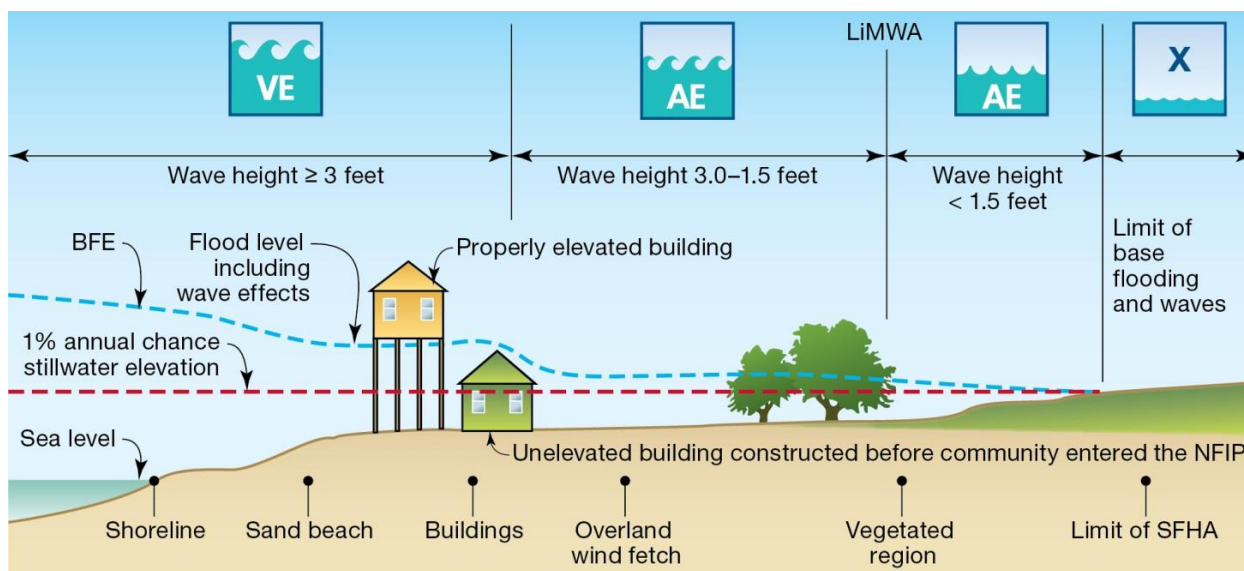 LiMWA
VE
AE
AE
X
Wave height ≥ 3 feet
Wave height 3.0–1.5 feet
Wave height
< 1.5 feet
Limit of
base
flooding
and waves
BFE
Flood level
including
wave effects
Properly elevated building
1% annual chance
stillwater elevation
Sea level
Unelevated building constructed before community entered the NFIP
Shoreline
Sand beach
Buildings
Overland
wind fetch
Vegetated
region
Limit of SFHA